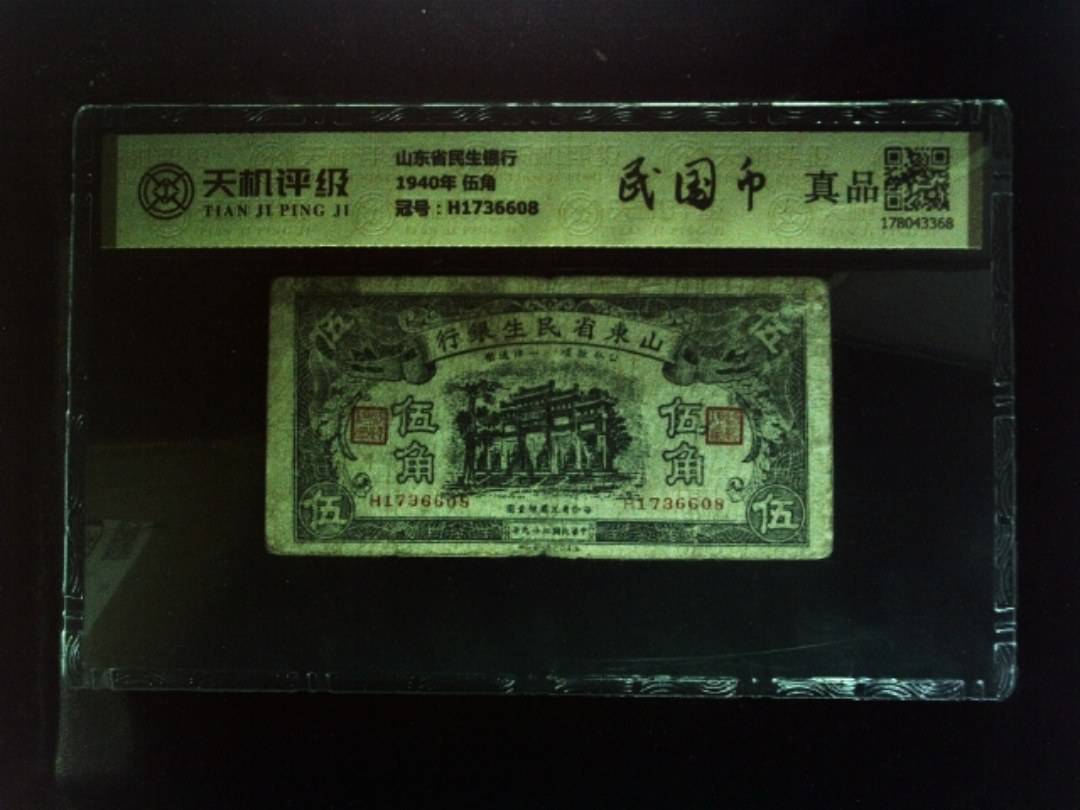 天机评级
TIAN JI PING JI
山东省民生银行
1940年 伍角
冠号：H1736608
民国币
真品
178043368
行銀生民省東山
伍
伍
伍角
伍角
H1736608
H1736608
伍
伍